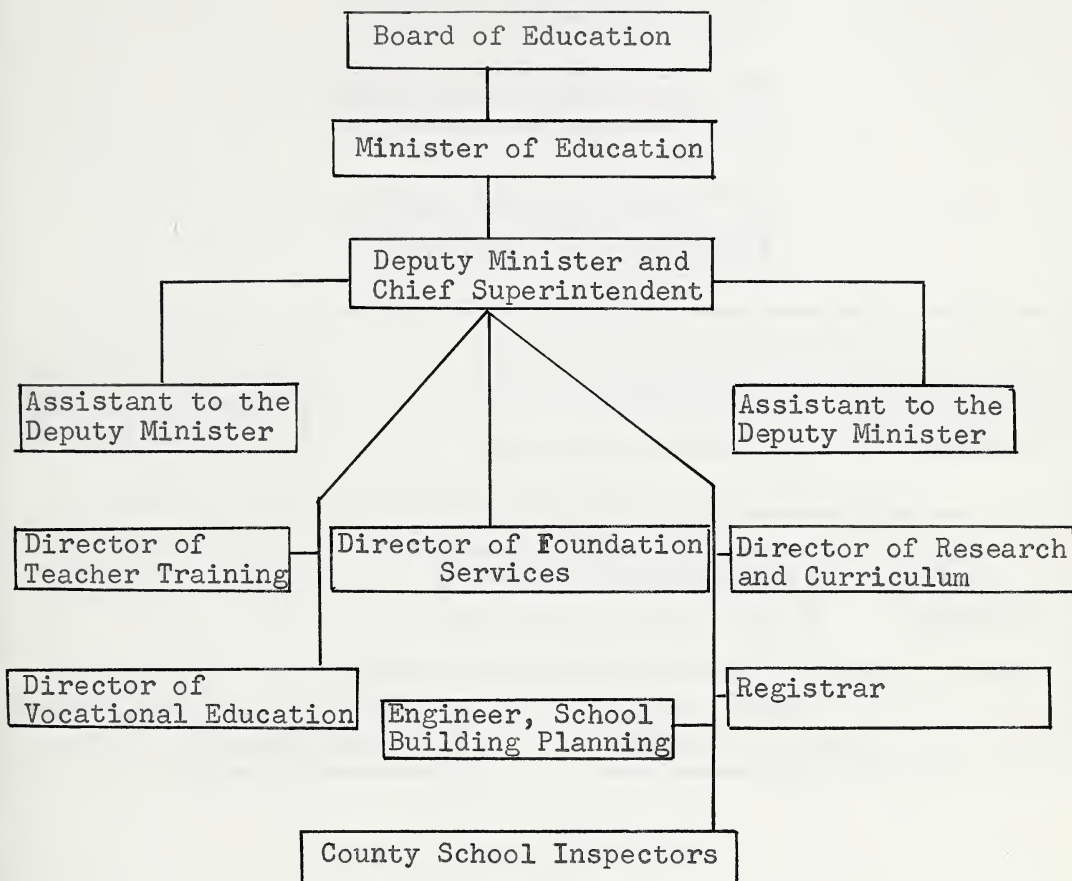 Board of Education
Minister of Education
Deputy Minister and
Chief Superintendent
Assistant to the
Deputy Minister
Assistant to the
Deputy Minister
Director of
Teacher Training
Director of Foundation
Services
Director of Research
and Curriculum
Director of
Vocational Education
Engineer, School
Building Planning
Registrar
County School Inspectors